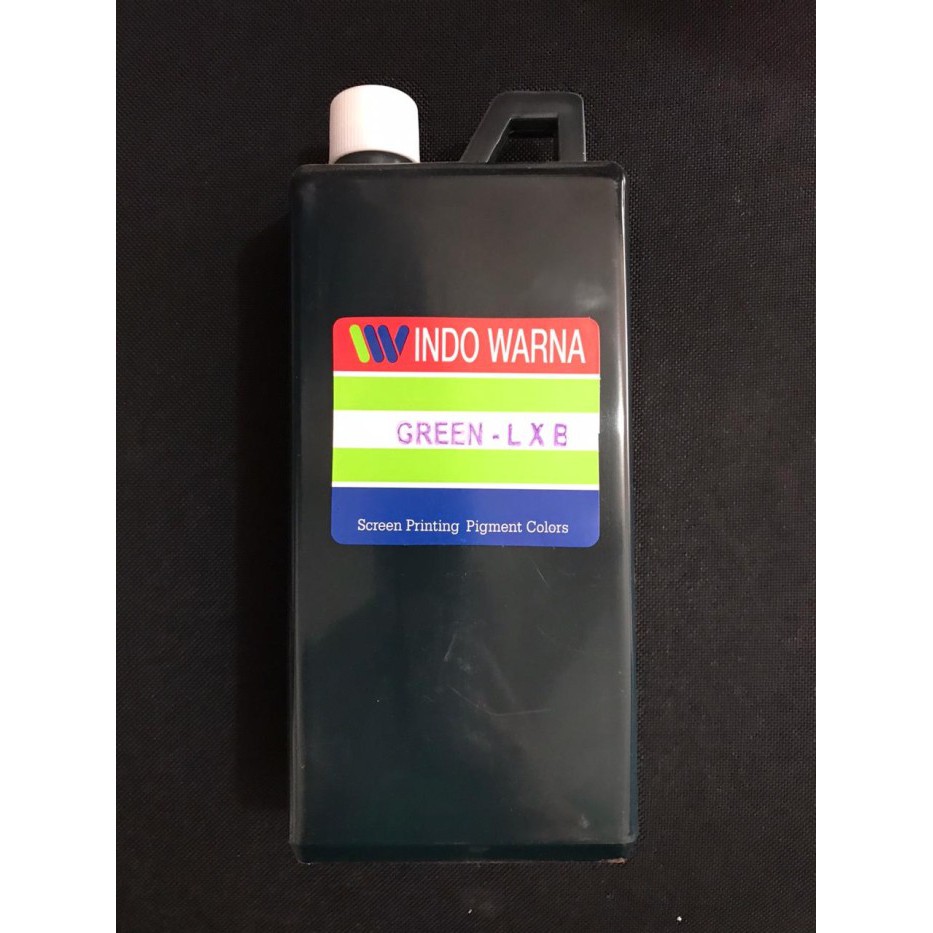 INDO WARNA
GREEN - L X B
Screen Printing Pigment Colors